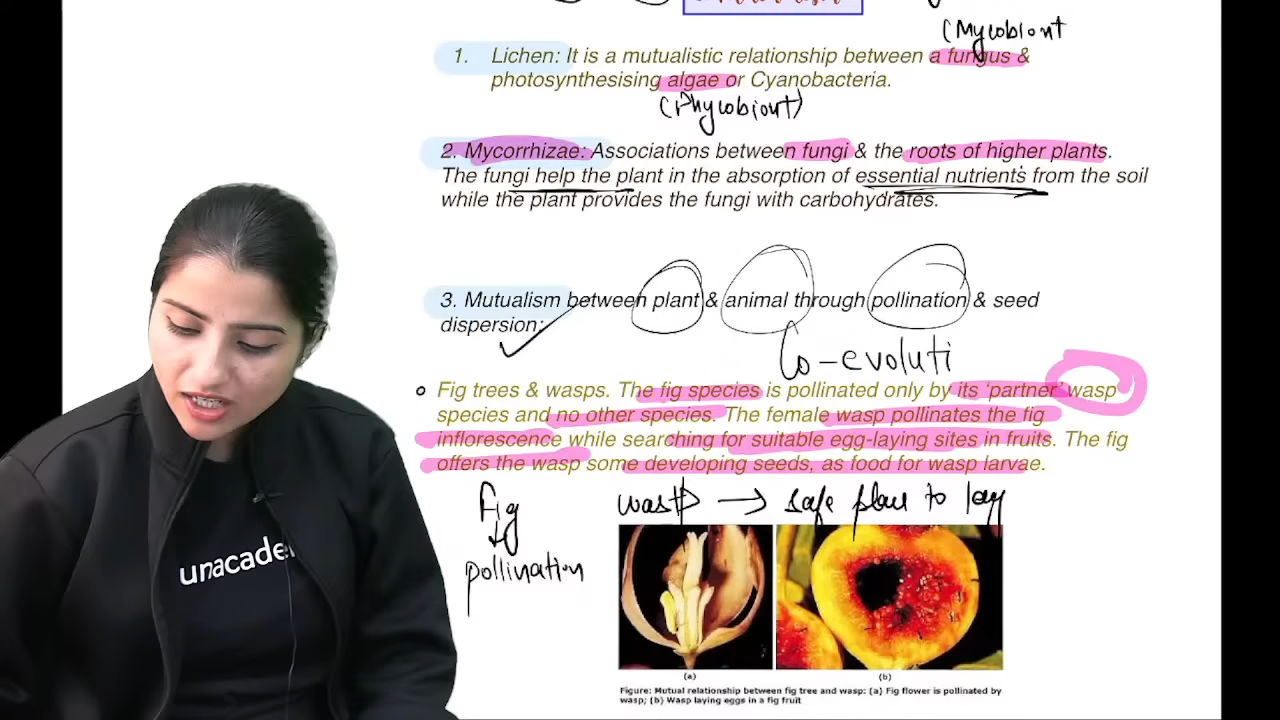 (Mycobiont
1. Lichen: It is a mutualistic relationship between a fungus &
photosynthesising algae or Cyanobacteria.
(Phycobiont)
2. Mycorrhizae: Associations between fungi & the roots of higher plants.
The fungi help the plant in the absorption of essential nutrients from the soil
while the plant provides the fungi with carbohydrates.
3. Mutualism between plant & animal through pollination & seed
dispersion:
Co-evoluti
Fig trees & wasps. The fig species is pollinated only by its 'partner' wasp
species and no other species. The female wasp pollinates the fig
inflorescence while searching for suitable egg-laying sites in fruits. The fig
offers the wasp some developing seeds, as food for wasp larvae.
Fig
wasp → safe place to lay
pollination
unacade
(a)
(b)
Figure: Mutual relationship between fig tree and wasp: (a) Fig flower is pollinated by
wasp; (b) Wasp laying eggs in a fig fruit